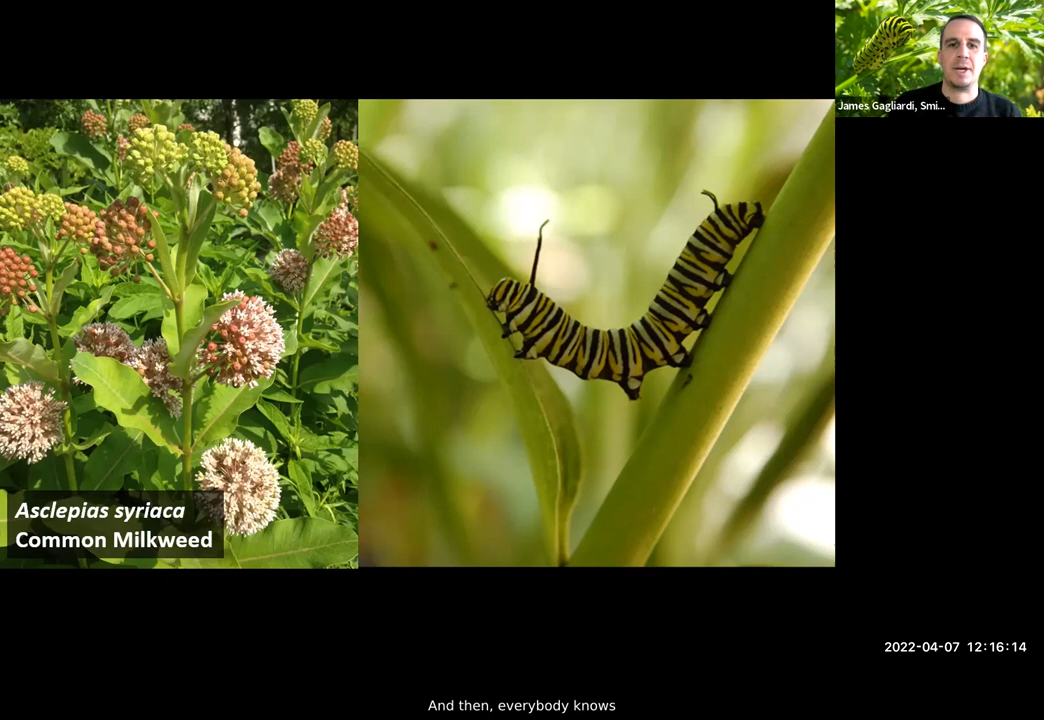 James Gagliardi, Smi...
Asclepias syriaca
Common Milkweed
2022-04-07 12:16:14
And then, everybody knows